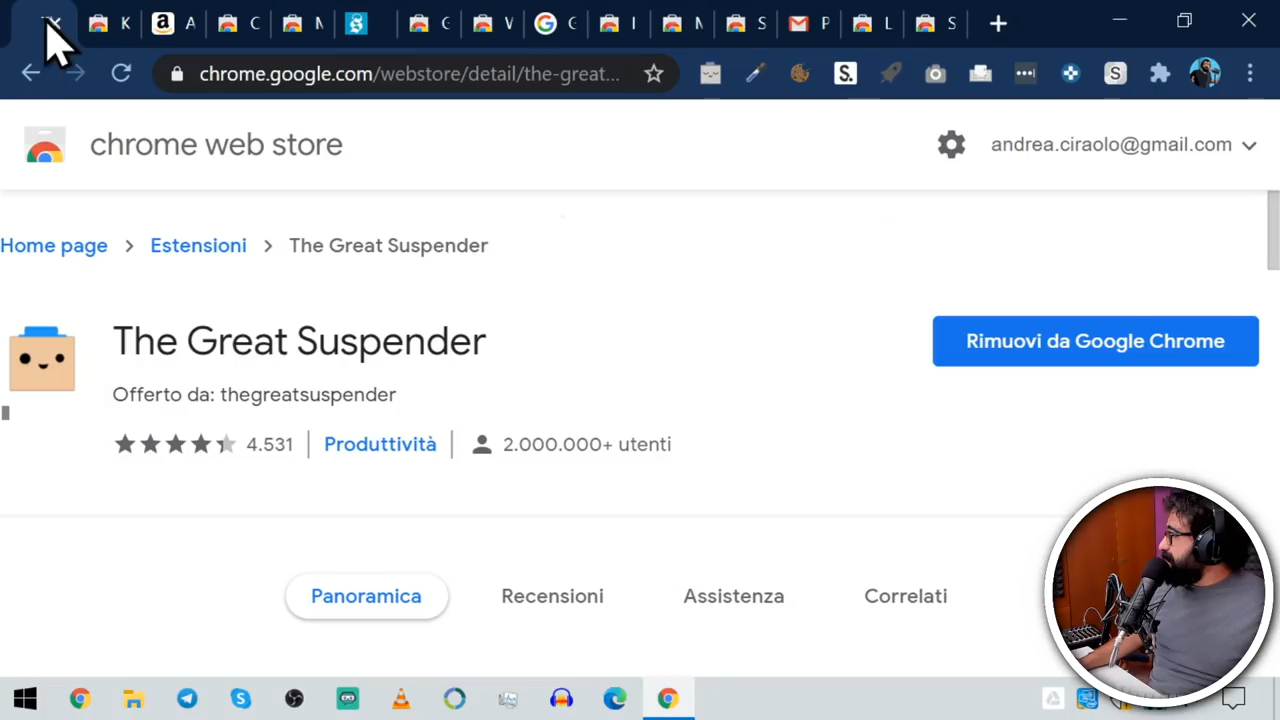 K
A
C
G
I
S
P
L
S
chrome.google.com/webstore/detail/the-great...
S.
S
chrome web store
andrea.ciraolo@gmail.com
Home page > Estensioni > The Great Suspender
The Great Suspender
Rimuovi da Google Chrome
Offerto da: thegreatsuspender
4.531 Produttività 2.000.000+ utenti
Panoramica Recensioni Assistenza Correlati